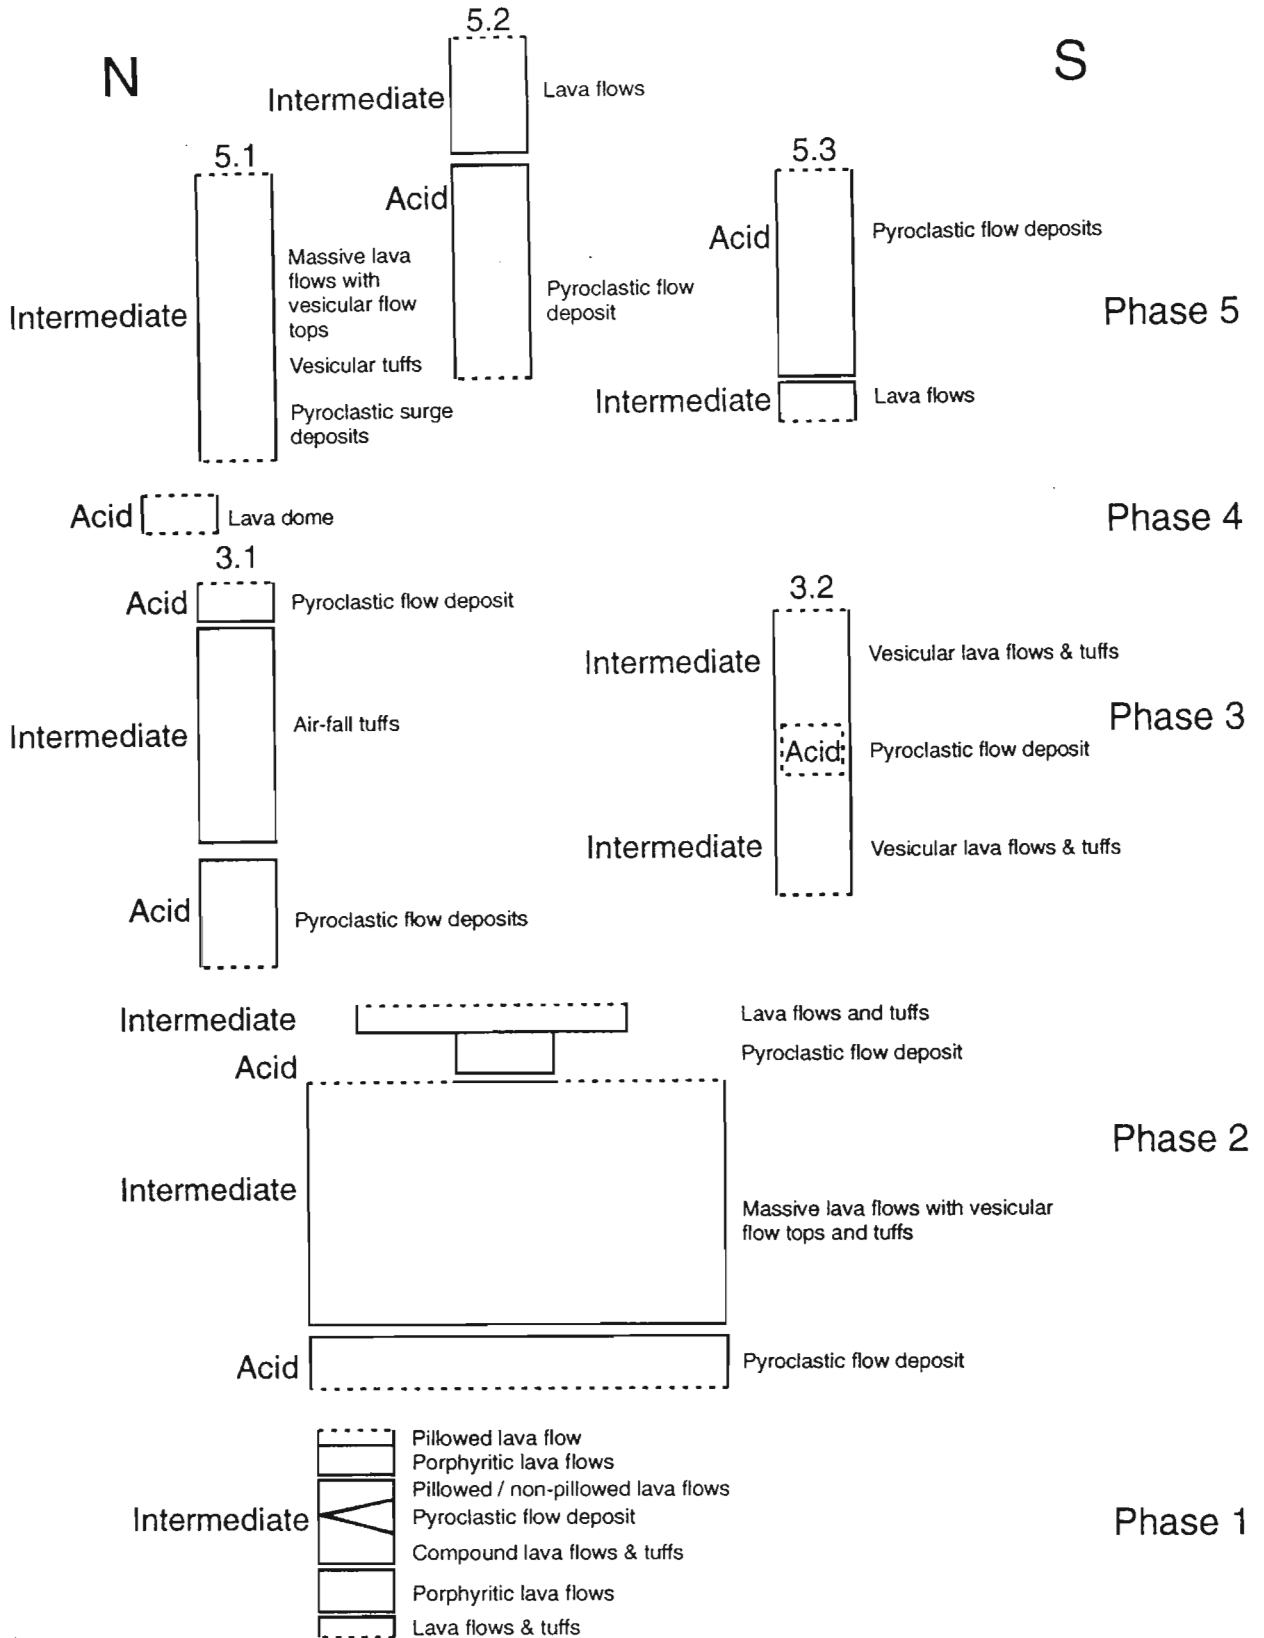 5.2
N
S
Intermediate
Lava flows
5.1
5.3
Acid
Acid
Pyroclastic flow deposits
Massive lava
flows with
vesicular flow
tops
Intermediate
Pyroclastic flow
deposit
Phase 5
Vesicular tuffs
Intermediate
Lava flows
Pyroclastic surge
deposits
Acid
Lava dome
Phase 4
3.1
Acid
Pyroclastic flow deposit
3.2
Intermediate
Vesicular lava flows & tuffs
Intermediate
Air-fall tuffs
Phase 3
Acid
Pyroclastic flow deposit
Intermediate
Vesicular lava flows & tuffs
Acid
Pyroclastic flow deposits
Intermediate
Lava flows and tuffs
Acid
Pyroclastic flow deposit
Phase 2
Intermediate
Massive lava flows with vesicular
flow tops and tuffs
Acid
Pyroclastic flow deposit
Pillowed lava flow
Porphyritic lava flows
Pillowed / non-pillowed lava flows
Intermediate
Pyroclastic flow deposit
Phase 1
Compound lava flows & tuffs
Porphyritic lava flows
Lava flows & tuffs